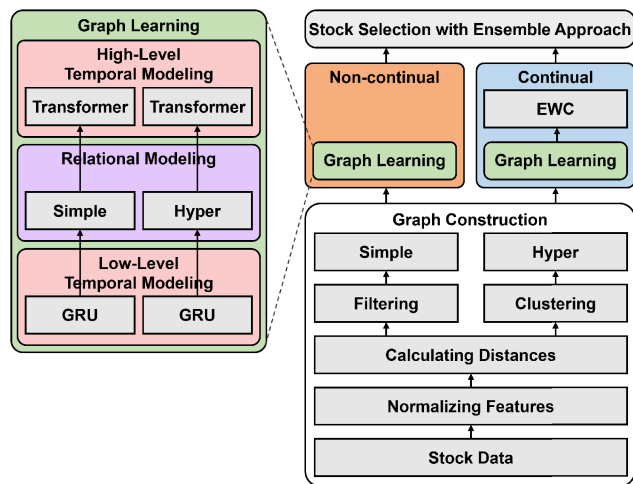 Graph Learning
High-Level
Temporal Modeling
Transformer
Transformer
Relational Modeling
Simple
Hyper
Low-Level
Temporal Modeling
GRU
GRU
Stock Selection with Ensemble Approach
Non-continual
Graph Learning
Continual
EWC
Graph Learning
Graph Construction
Simple
Hyper
Filtering
Clustering
Calculating Distances
Normalizing Features
Stock Data